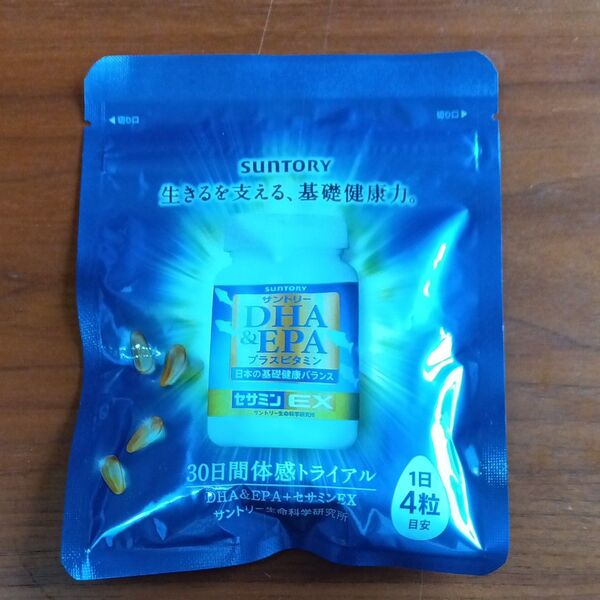 ◀切り口
切り口▶
SUNTORY
生きるを支える、基礎健康力。
SUNTORY
サントリー
DHA
&EPA
プラスビタミン
日本の基礎健康バランス
セサミンEX
サントリー生命科学研究所
30日間体感トライアル
DHA&EPA+セサミンEX
サントリー生命科学研究所
1日
4粒
目安